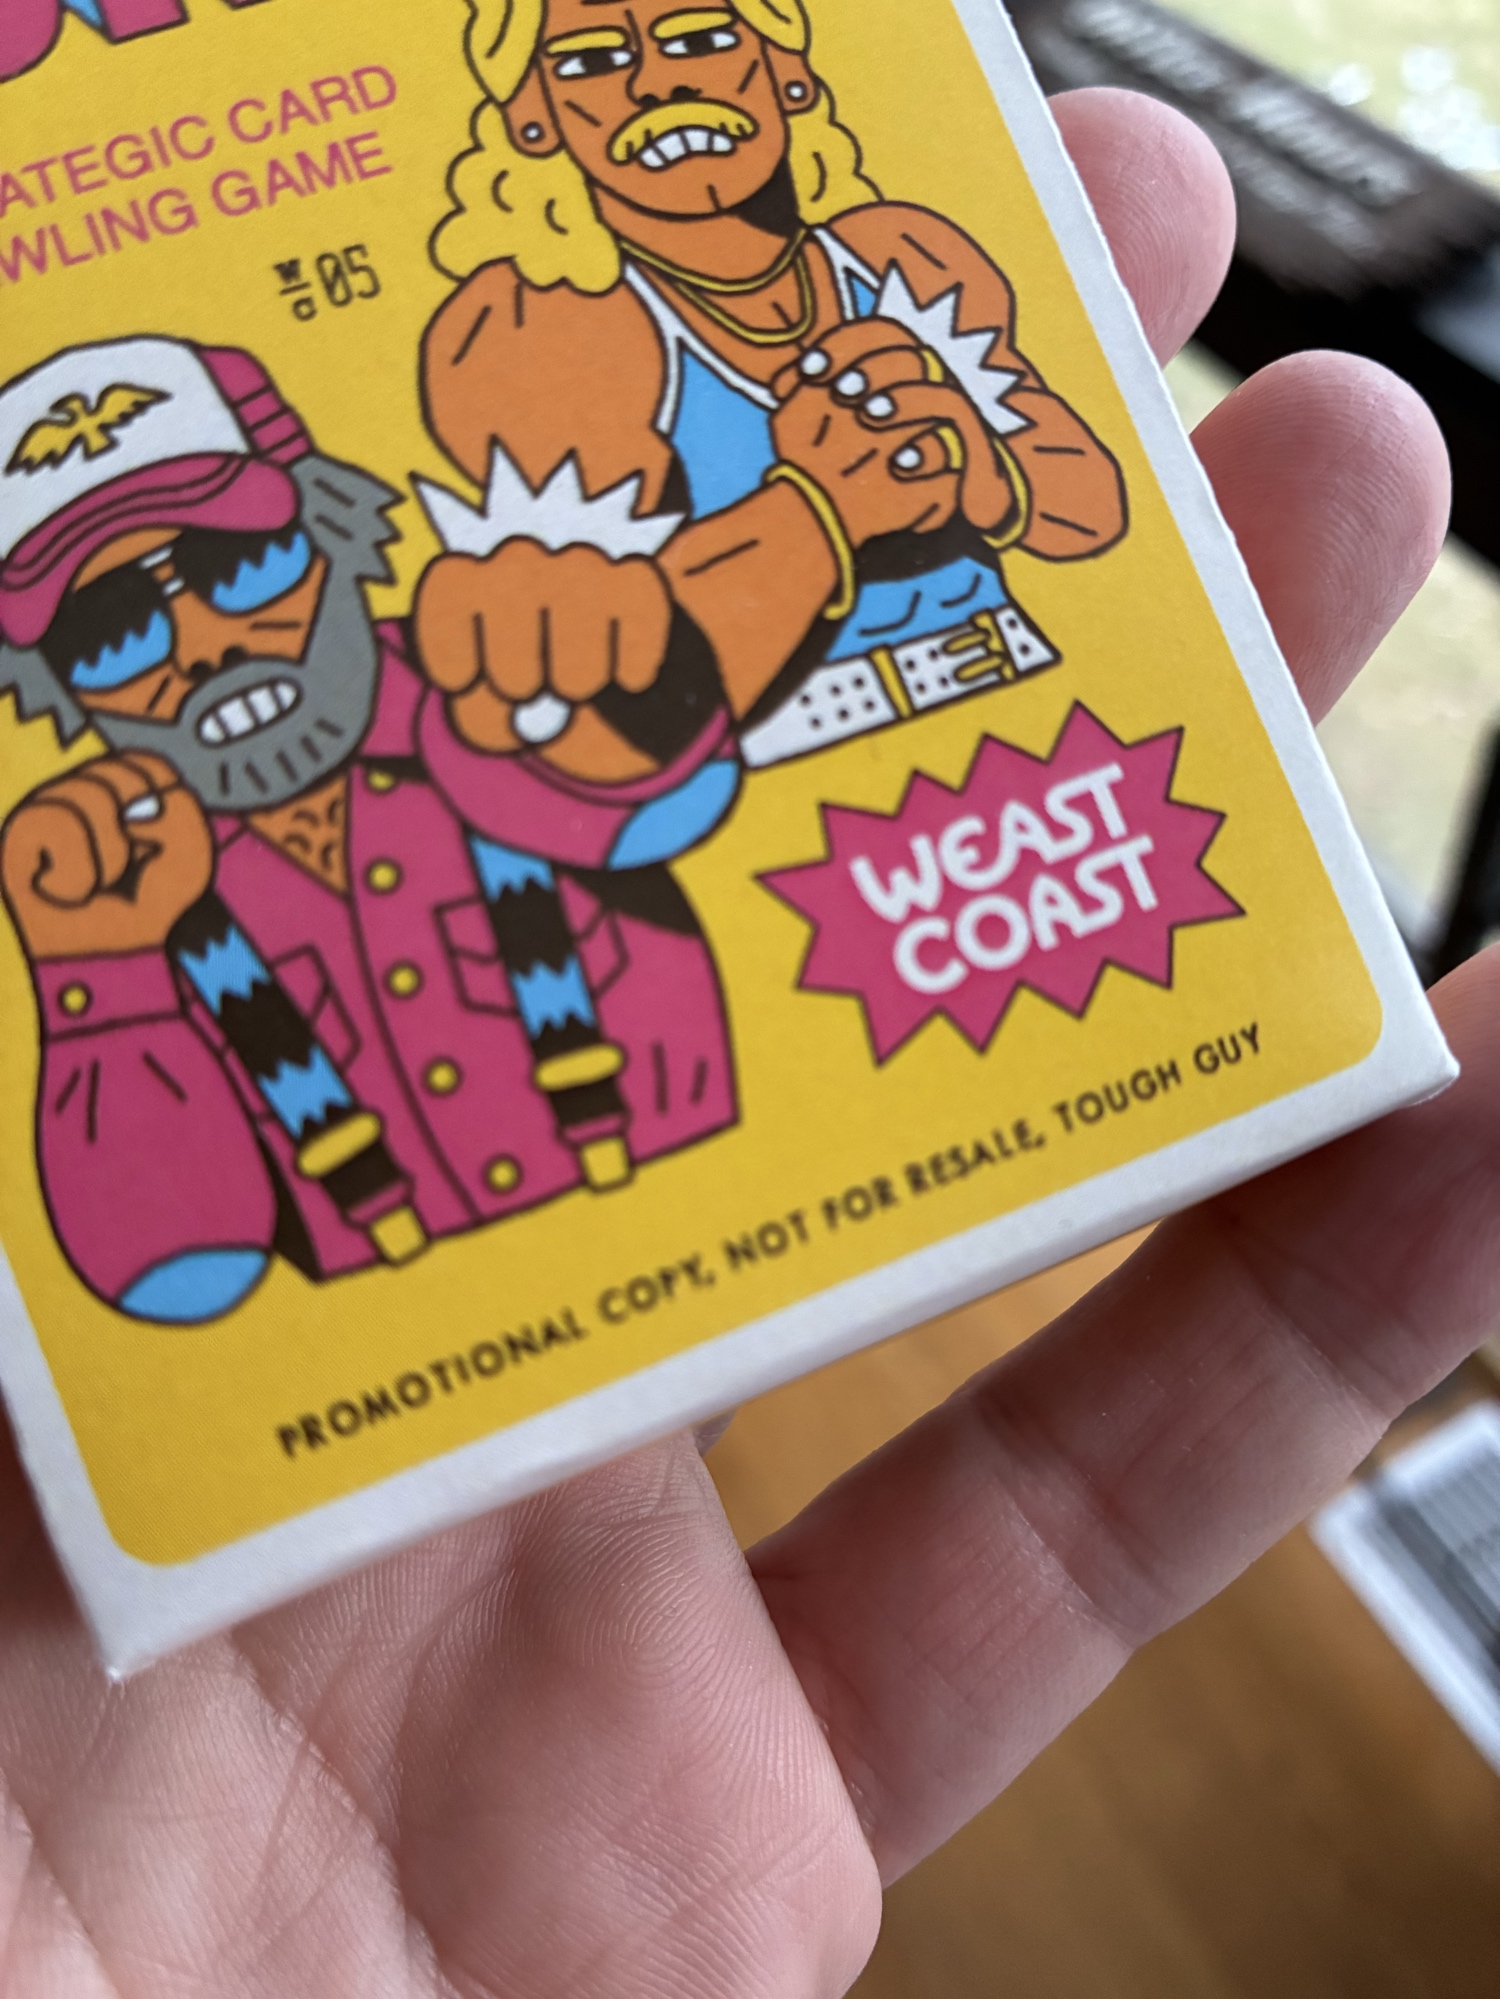 ATEGIC CARD
WLING GAME
W/C 05
WEAST
COAST
PROMOTIONAL COPY, NOT FOR RESALE, TOUGH GUY